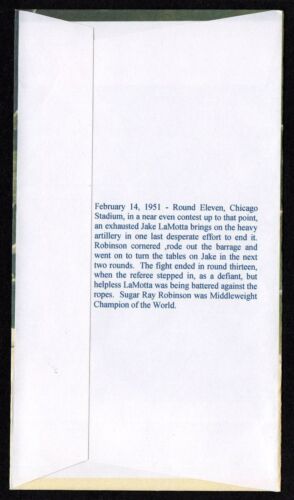 February 14, 1951 - Round Eleven, Chicago
Stadium, in a near even contest up to that point,
an exhausted Jake LaMotta brings on the heavy
artillery in one last desperate effort to end it.
Robinson cornered ,rode out the barrage and
went on to turn the tables on Jake in the next
two rounds. The fight ended in round thirteen,
when the referee stepped in, as a defiant, but
helpless LaMotta was being battered against the
ropes. Sugar Ray Robinson was Middleweight
Champion of the World.